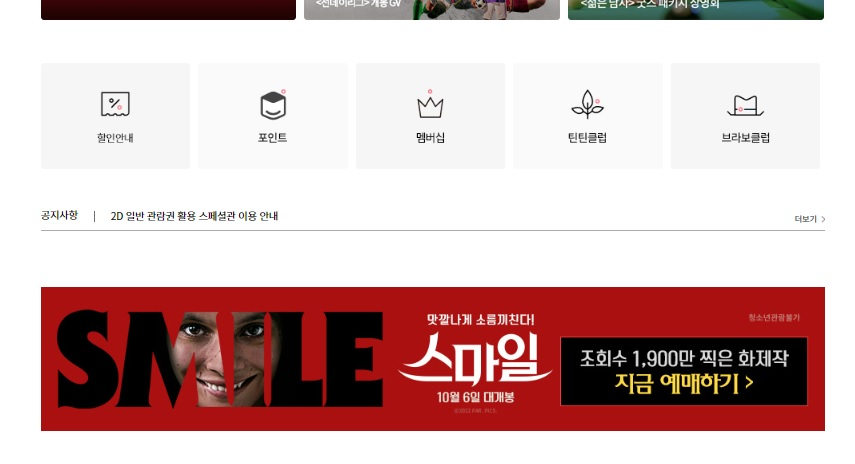 <선데이리그> 개봉 GV
<젊은 남자> 굿즈 패키지 상영회
할인안내
포인트
멤버십
틴틴클럽
브라보클럽
공지사항 | 2D 일반 관람권 활용 스페셜관 이용 안내
더보기 >
SMILE
맛깔나게 소름끼친다!
스마일
10월 6일 대개봉
청소년관람불가
조회수 1,900만 찍은 화제작
지금 예매하기 >